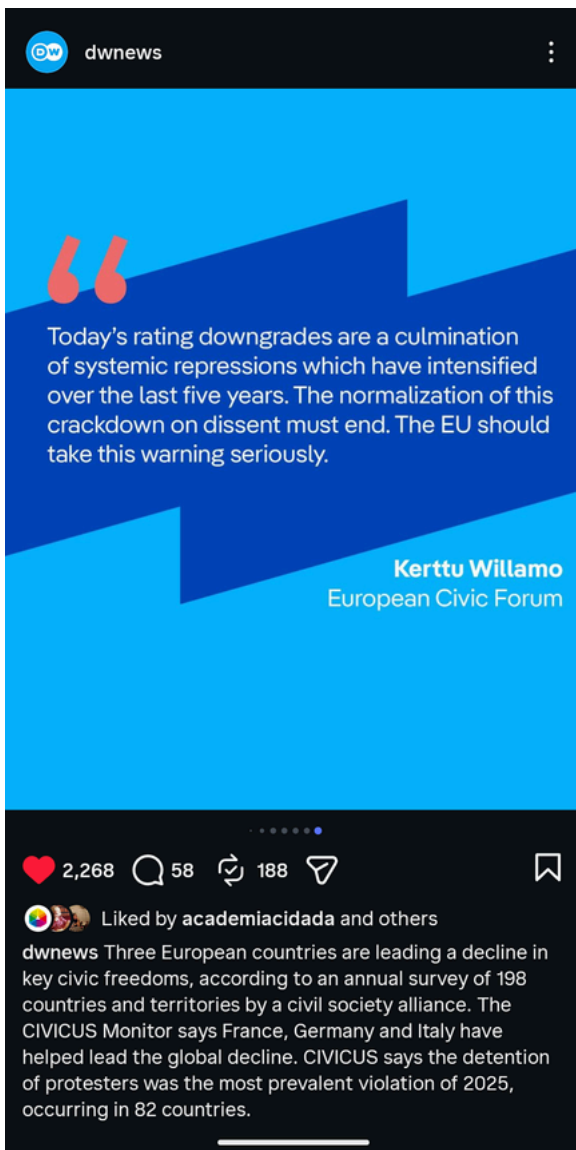 DW dwnews
Today's rating downgrades are a culmination
of systemic repressions which have intensified
over the last five years. The normalization of this
crackdown on dissent must end. The EU should
take this warning seriously.
Kerttu Willamo
European Civic Forum
2,268 58 188
Liked by academiacidada and others
dwnews Three European countries are leading a decline in
key civic freedoms, according to an annual survey of 198
countries and territories by a civil society alliance. The
CIVICUS Monitor says France, Germany and Italy have
helped lead the global decline. CIVICUS says the detention
of protesters was the most prevalent violation of 2025,
occurring in 82 countries.